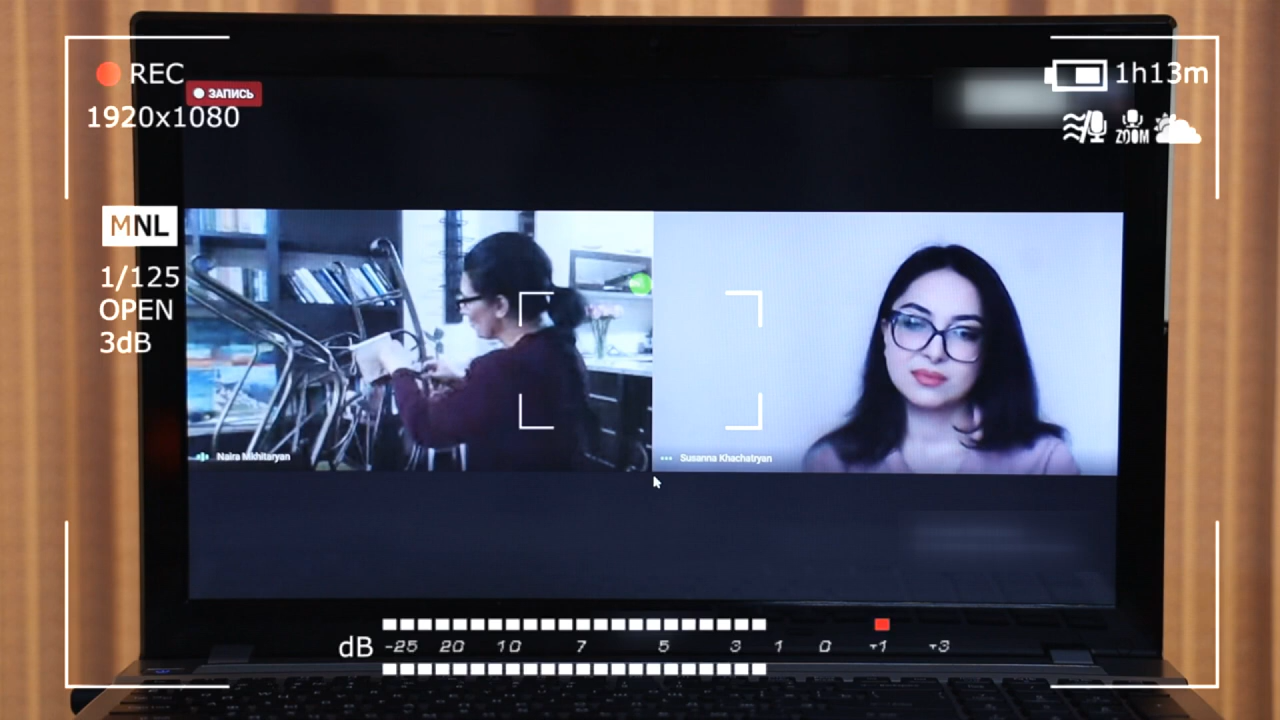 REC
ЗАПИСЬ
1920x1080
1h13m
ZOOM
MNL
1/125
OPEN
3dB
Naira Mkhitaryan
Susanna Khachatryan
dB -25 20 10 7 5 3 1 0 +1 +3